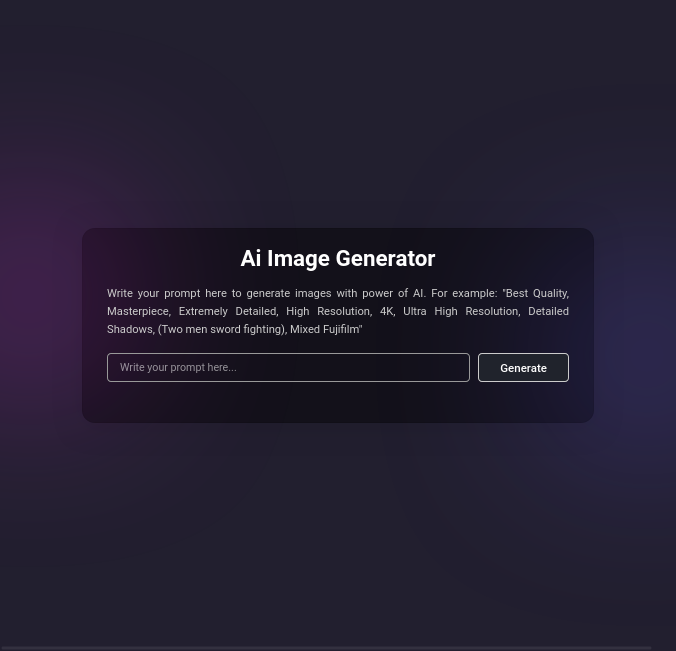 Ai Image Generator
Write your prompt here to generate images with power of AI. For example: "Best Quality,
Masterpiece, Extremely Detailed, High Resolution, 4K, Ultra High Resolution, Detailed
Shadows, (Two men sword fighting), Mixed Fujifilm"
Write your prompt here...
Generate